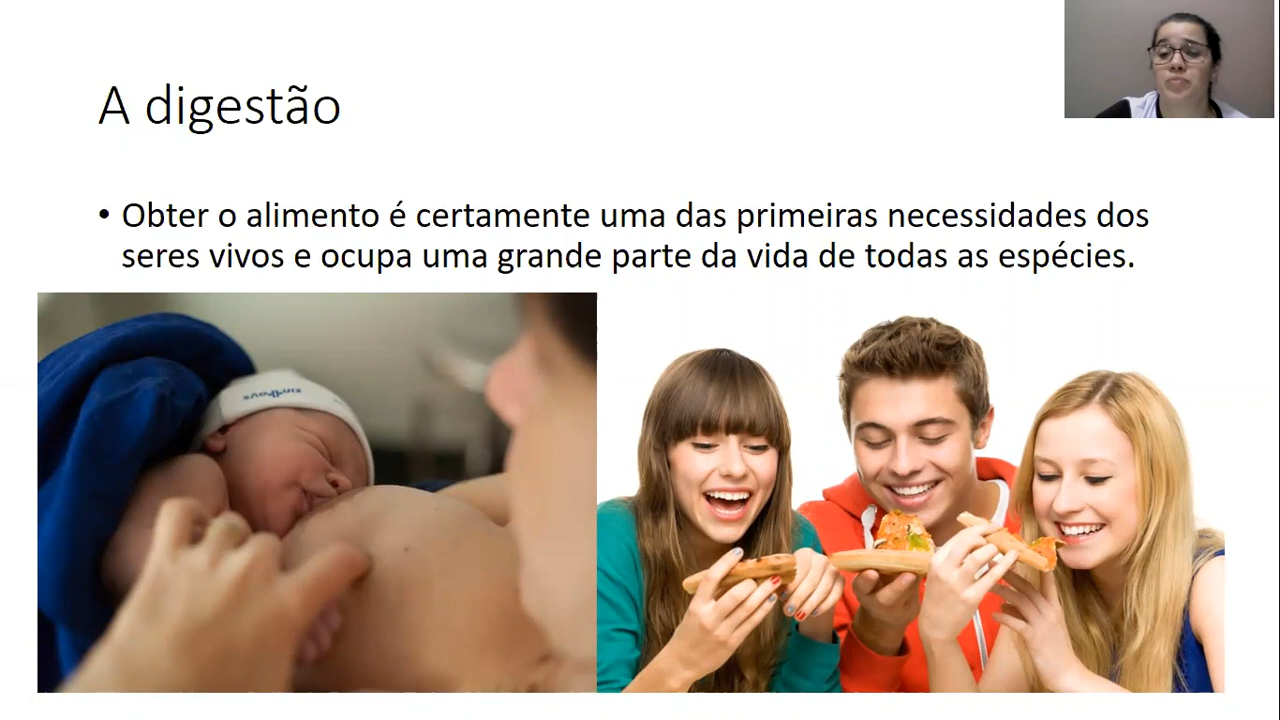 A digestão
• Obter o alimento é certamente uma das primeiras necessidades dos
seres vivos e ocupa uma grande parte da vida de todas as espécies.